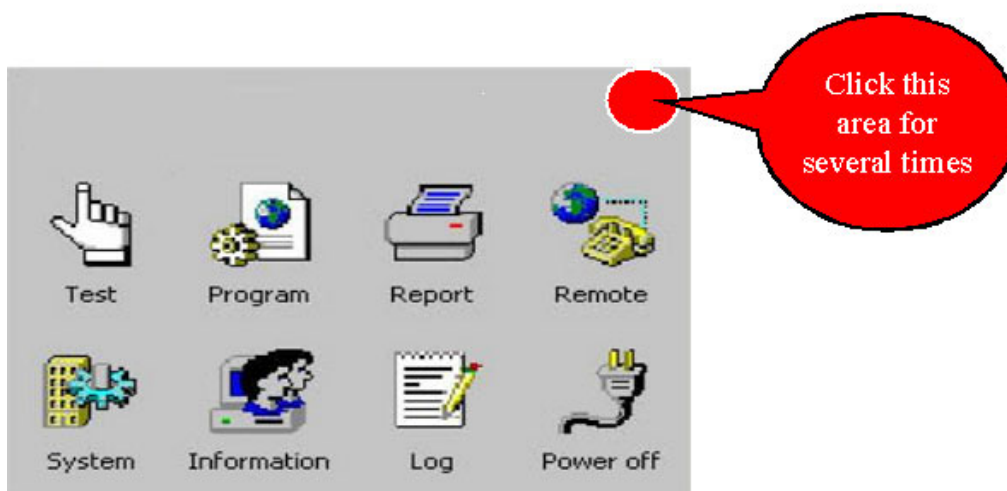 Click this
area for
several times
Test Program Report Remote
System Information Log Power off